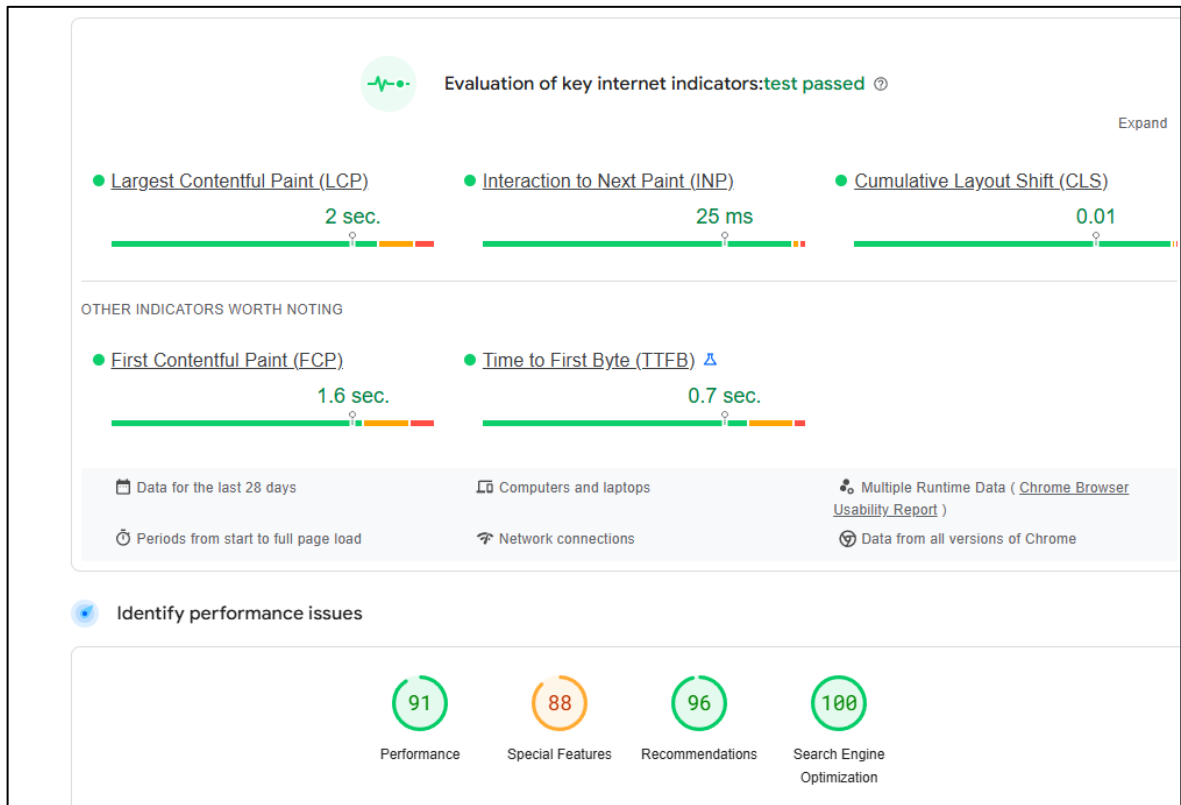 Evaluation of key internet indicators:test passed
Expand
Largest Contentful Paint (LCP)
2 sec.
Interaction to Next Paint (INP)
25 ms
Cumulative Layout Shift (CLS)
0.01
OTHER INDICATORS WORTH NOTING
First Contentful Paint (FCP)
1.6 sec.
Time to First Byte (TTFB)
0.7 sec.
Data for the last 28 days
Computers and laptops
Multiple Runtime Data ( Chrome Browser
Usability Report )
Periods from start to full page load
Network connections
Data from all versions of Chrome
Identify performance issues
91
Performance
88
Special Features
96
Recommendations
100
Search Engine
Optimization